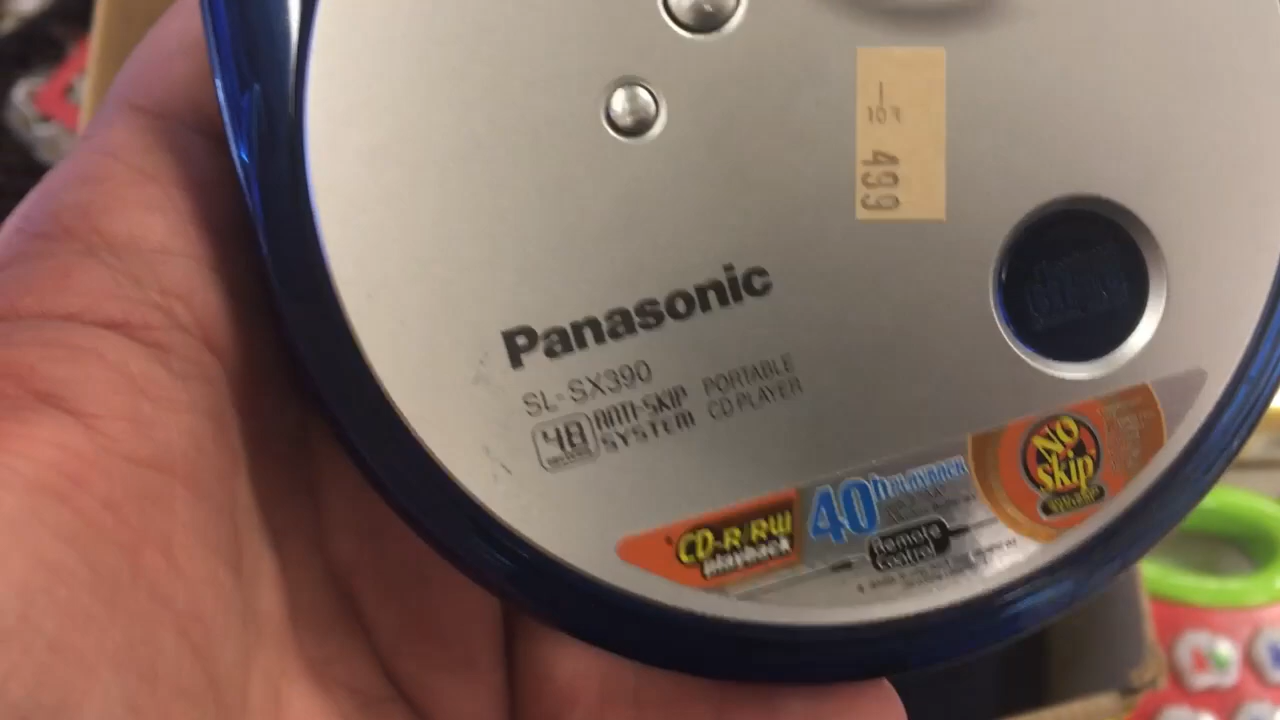 499
Panasonic
SL-SX390
48 ANTI-SKIP SYSTEM
PORTABLE
CD PLAYER
CD-R/RW
playback
40
Remote
Control
No
Skip